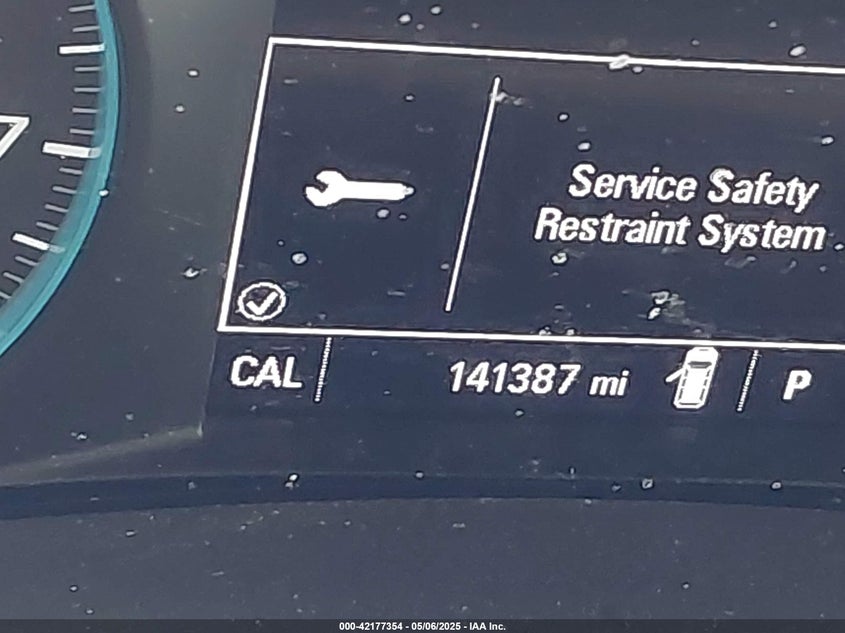 Service Safety
Restraint System .
CAL 141387 mi P
000-42177354 - 05/06/2025 - IAA Inc.